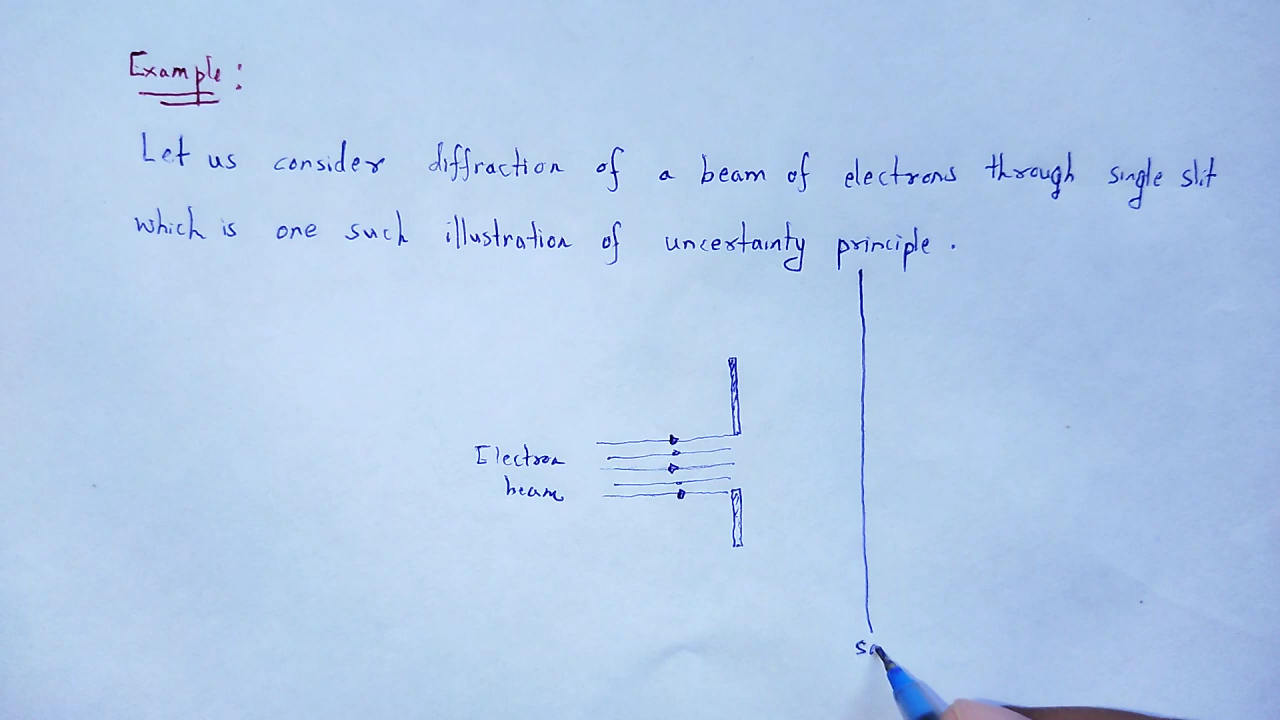 Example:
Let us consider diffraction of a beam of electrons through single slit
which is one such illustration of uncertainty principle.
Electron
beam
sc